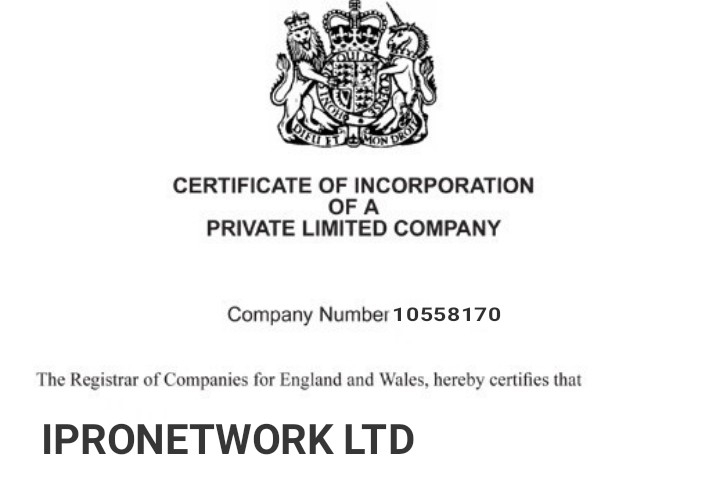 DIEU ET MON DROIT
CERTIFICATE OF INCORPORATION
OF A
PRIVATE LIMITED COMPANY
Company Number 10558170
The Registrar of Companies for England and Wales, hereby certifies that
IPRONETWORK LTD